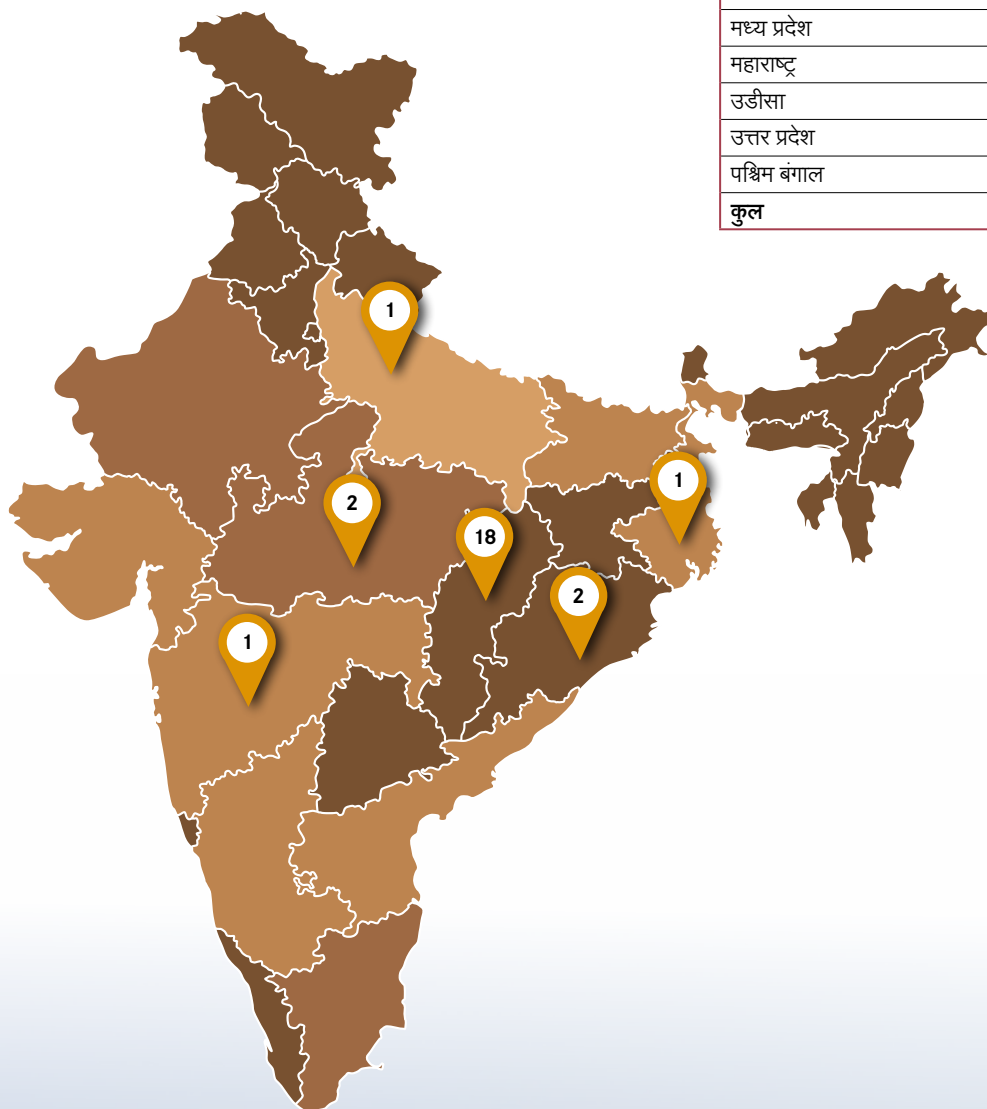 मध्य प्रदेश
महाराष्ट्र
उडीसा
उत्तर प्रदेश
पश्चिम बंगाल
कुल
1
2
1
18
2
1